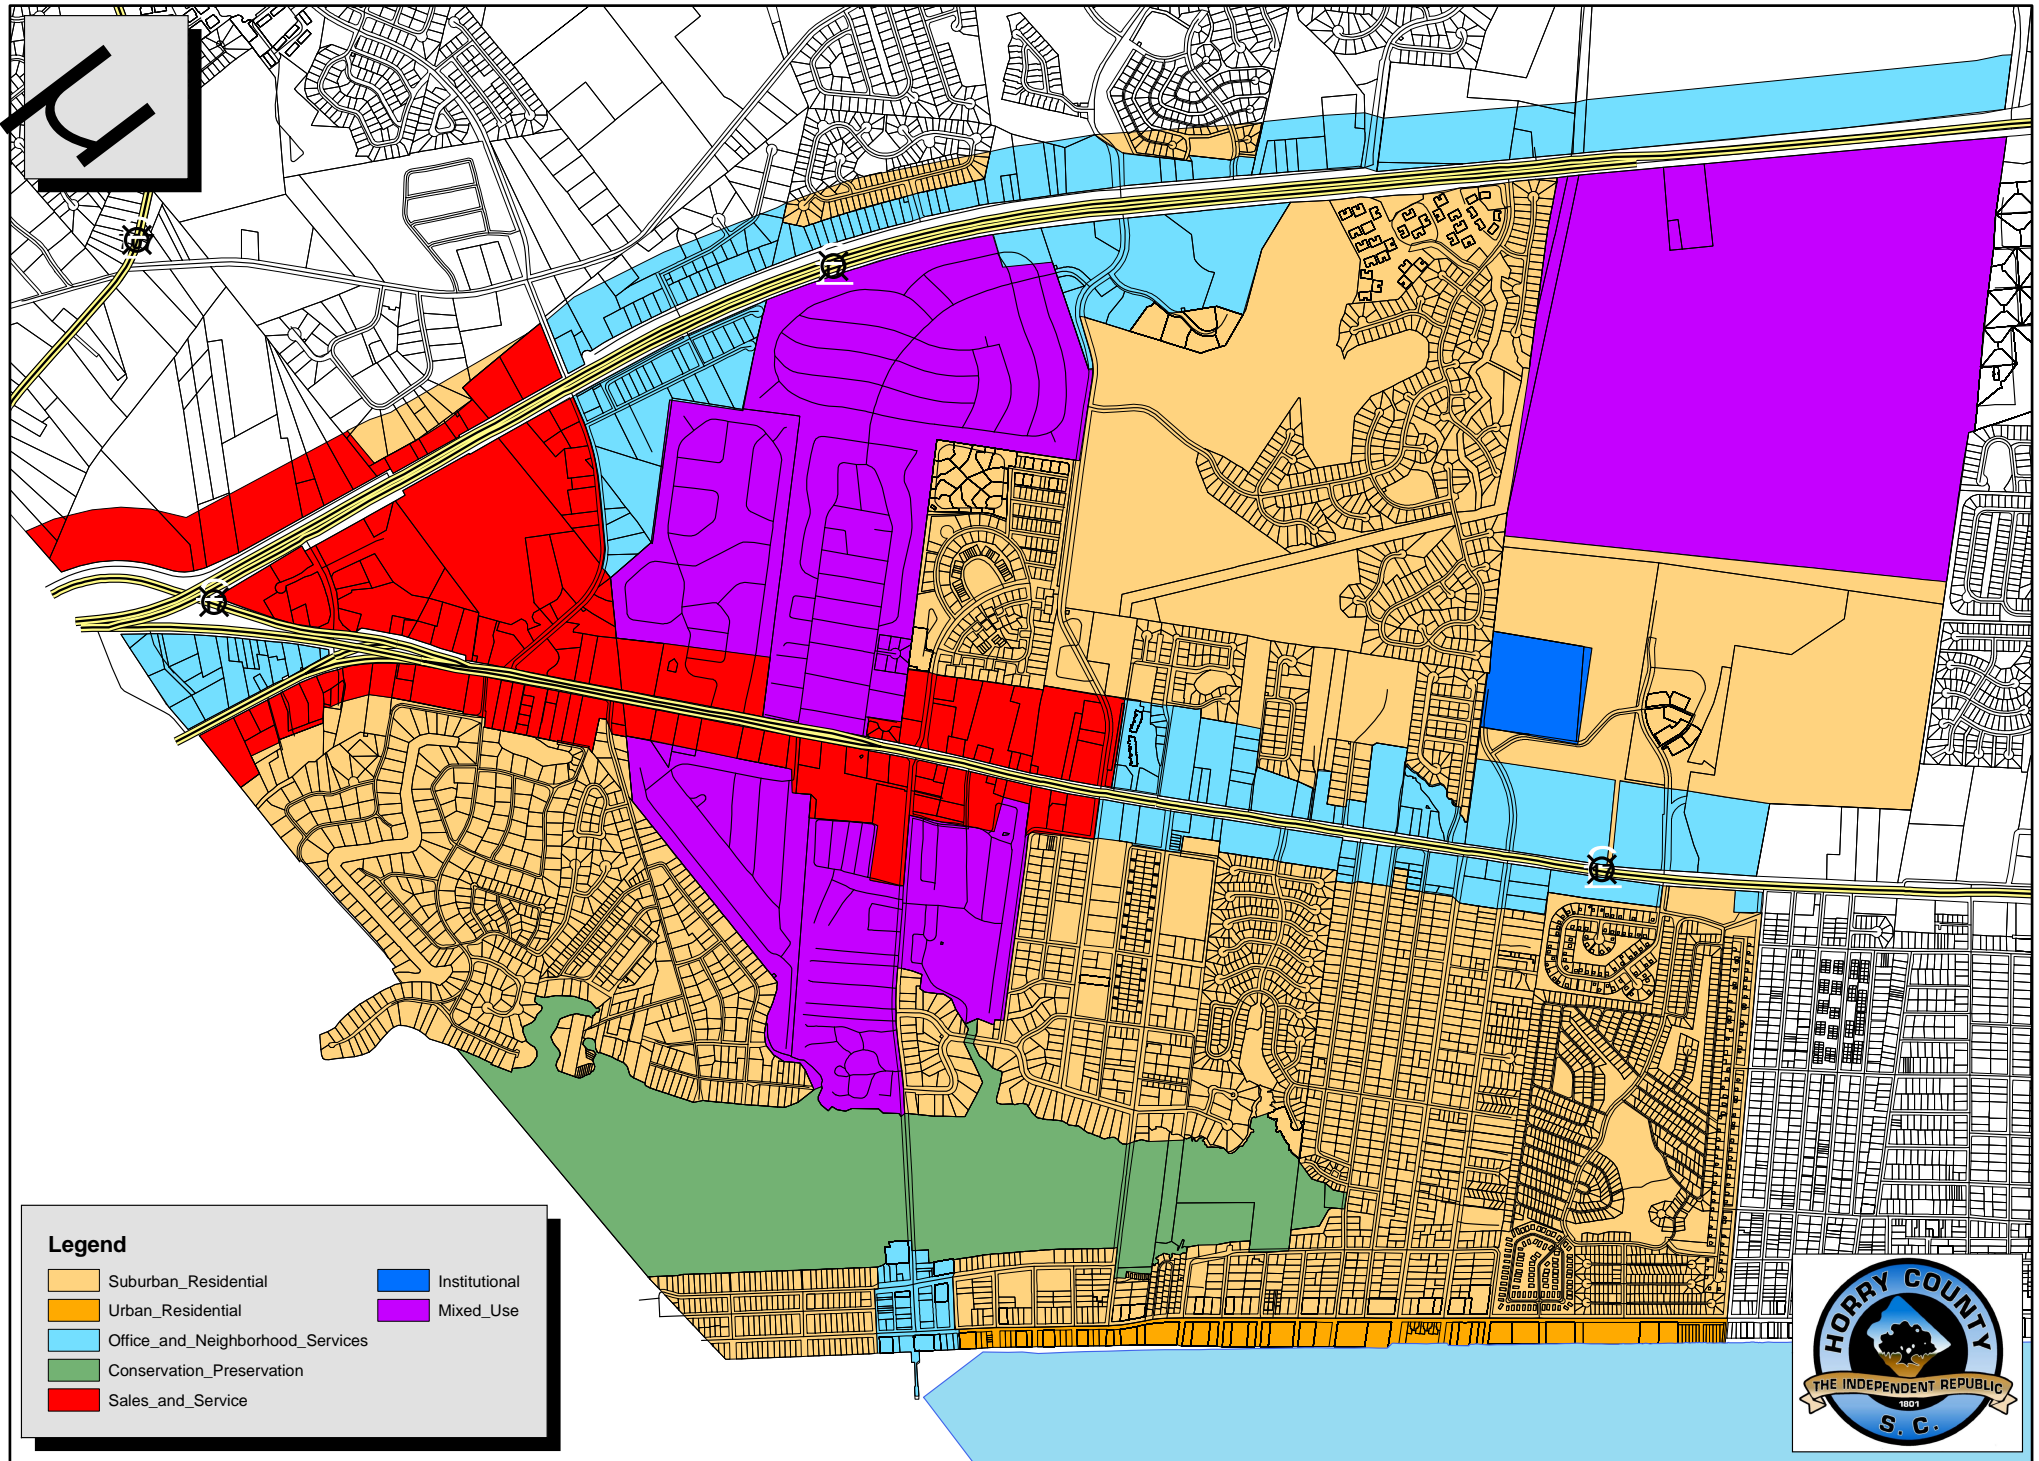 Legend
Suburban_Residential
Urban_Residential
Office_and_Neighborhood_Services
Conservation_Preservation
Sales_and_Service
Institutional
Mixed_Use
HORRY COUNTY
THE INDEPENDENT REPUBLIC
1801
S. C.